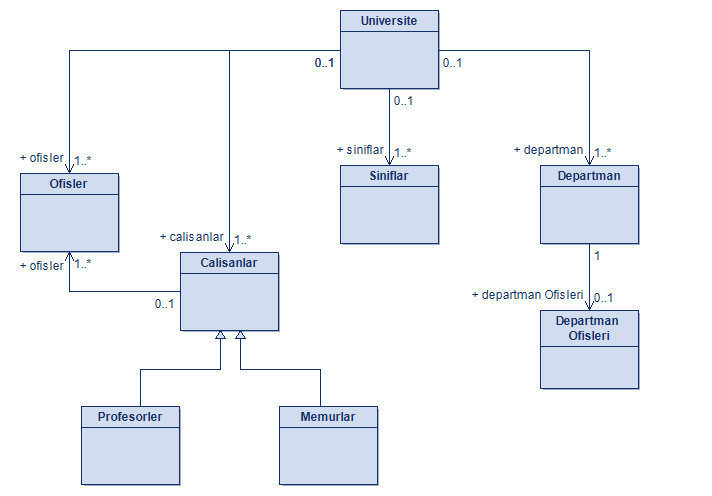 Universite
0..1
0..1
0..1
+ ofisler
1..*
+ siniflar
1..*
+ departman
1..*
Ofisler
Siniflar
Departman
+ calisanlar
1..*
+ ofisler
1..*
Calisanlar
1
0..1
+ departman Ofisleri
0..1
Departman
Ofisleri
Profesorler
Memurlar